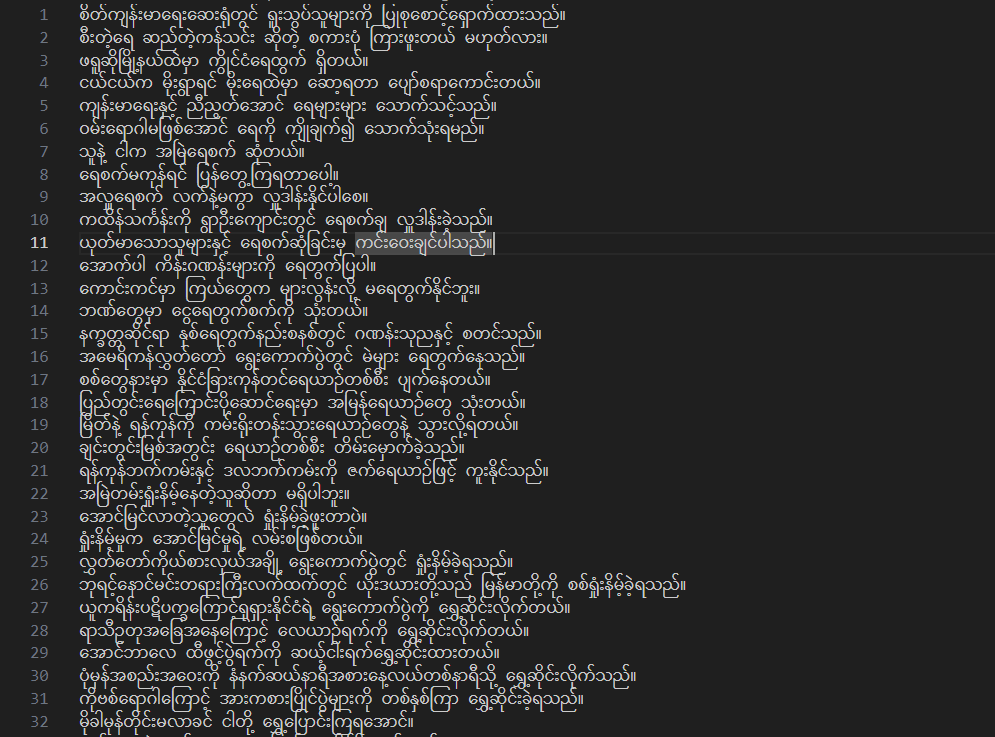 1 စိတ်ကျန်းမာရေးဆေးရုံတွင် ရူးသွပ်သူများကို ပြုစုစောင့်ရှောက်ထားသည်။
2 စီးတဲ့ရေ ဆည်တဲ့ကန်သင်း ဆိုတဲ့ စကားပုံ ကြားဖူးတယ် မဟုတ်လား။
3 ဖရူဆိုမြို့နယ်ထဲမှာ ကွိုင်ငံရေထွက် ရှိတယ်။
4 ငယ်ငယ်က မိုးရွာရင် မိုးရေထဲမှာ ဆော့ရတာ ပျော်စရာကောင်းတယ်။
5 ကျန်းမာရေးနှင့် ညီညွတ်အောင် ရေများများ သောက်သင့်သည်။
6 ဝမ်းရောဂါမဖြစ်အောင် ရေကို ကျိုချက်၍ သောက်သုံးရမည်။
7 သူနဲ့ ငါက အမြဲရေစက် ဆုံတယ်။
8 ရေစက်မကုန်ရင် ပြန်တွေ့ကြရတာပေါ့။
9 အလှူရေစက် လက်နဲ့မကွာ လှူဒါန်းနိုင်ပါစေ။
10 ကထိန်သင်္ကန်းကို ရွာဦးကျောင်းတွင် ရေစက်ချ လှူဒါန်းခဲ့သည်။
11 ယုတ်မာသောသူများနှင့် ရေစက်ဆုံခြင်းမှ ကင်းဝေးချင်ပါသည်။
12 အောက်ပါ ကိန်းဂဏန်းများကို ရေတွက်ပြပါ။
13 ကောင်းကင်မှာ ကြယ်တွေက များလွန်းလို့ မရေတွက်နိုင်ဘူး။
14 ဘဏ်တွေမှာ ငွေရေတွက်စက်ကို သုံးတယ်။
15 နက္ခတ္တဆိုင်ရာ နှစ်ရေတွက်နည်းစနစ်တွင် ဂဏန်းသုညနှင့် စတင်သည်။
16 အမေရိကန်လွှတ်တော် ရွေးကောက်ပွဲတွင် မဲများ ရေတွက်နေသည်။
17 စစ်တွေနားမှာ နိုင်ငံခြားကုန်တင်ရေယာဉ်တစ်စီး ပျက်နေတယ်။
18 ပြည်တွင်းရေကြောင်းပို့ဆောင်ရေးမှာ အမြန်ရေယာဉ်တွေ သုံးတယ်။
19 မြိတ်နဲ့ ရန်ကုန်ကို ကမ်းရိုးတန်းသွားရေယာဉ်တွေနဲ့ သွားလို့ရတယ်။
20 ချင်းတွင်းမြစ်အတွင်း ရေယာဉ်တစ်စီး တိမ်းမှောက်ခဲ့သည်။
21 ရန်ကုန်ဘက်ကမ်းနှင့် ဒလဘက်ကမ်းကို ဇက်ရေယာဉ်ဖြင့် ကူးနိုင်သည်။
22 အမြဲတမ်းရှုံးနိမ့်နေတဲ့သူဆိုတာ မရှိပါဘူး။
23 အောင်မြင်လာတဲ့သူတွေလဲ ရှုံးနိမ့်ခဲ့ဖူးတာပဲ။
24 ရှုံးနိမ့်မှုက အောင်မြင်မှုရဲ့ လမ်းစဖြစ်တယ်။
25 လွှတ်တော်ကိုယ်စားလှယ်အချို့ ရွေးကောက်ပွဲတွင် ရှုံးနိမ့်ခဲ့ရသည်။
26 ဘုရင့်နောင်မင်းတရားကြီးလက်ထက်တွင် ယိုးဒယားတို့သည် မြန်မာတို့ကို စစ်ရှုံးနိမ့်ခဲ့ရသည်။
27 ယူကရိန်းပဋိပက္ခကြောင့်ရုရှားနိုင်ငံရဲ့ ရွေးကောက်ပွဲကို ရွှေ့ဆိုင်းလိုက်တယ်။
28 ရာသီဥတုအခြေအနေကြောင့် လေယာဉ်ရက်ကို ရွှေ့ဆိုင်းလိုက်တယ်။
29 အောင်ဘာလေ ထီဖွင့်ပွဲရက်ကို ဆယ့်ငါးရက်ရွှေ့ဆိုင်းထားတယ်။
30 ပုံမှန်အစည်းအဝေးကို နံနက်ဆယ်နာရီအစားနေ့လယ်တစ်နာရီသို့ ရွှေ့ဆိုင်းလိုက်သည်။
31 ကိုဗစ်ရောဂါကြောင့် အားကစားပြိုင်ပွဲများကို တစ်နှစ်ကြာ ရွှေ့ဆိုင်းခဲ့ရသည်။
32 မိုခါမုန်တိုင်းမလာခင် ငါတို့ ရွှေ့ပြောင်းကြရအောင်။